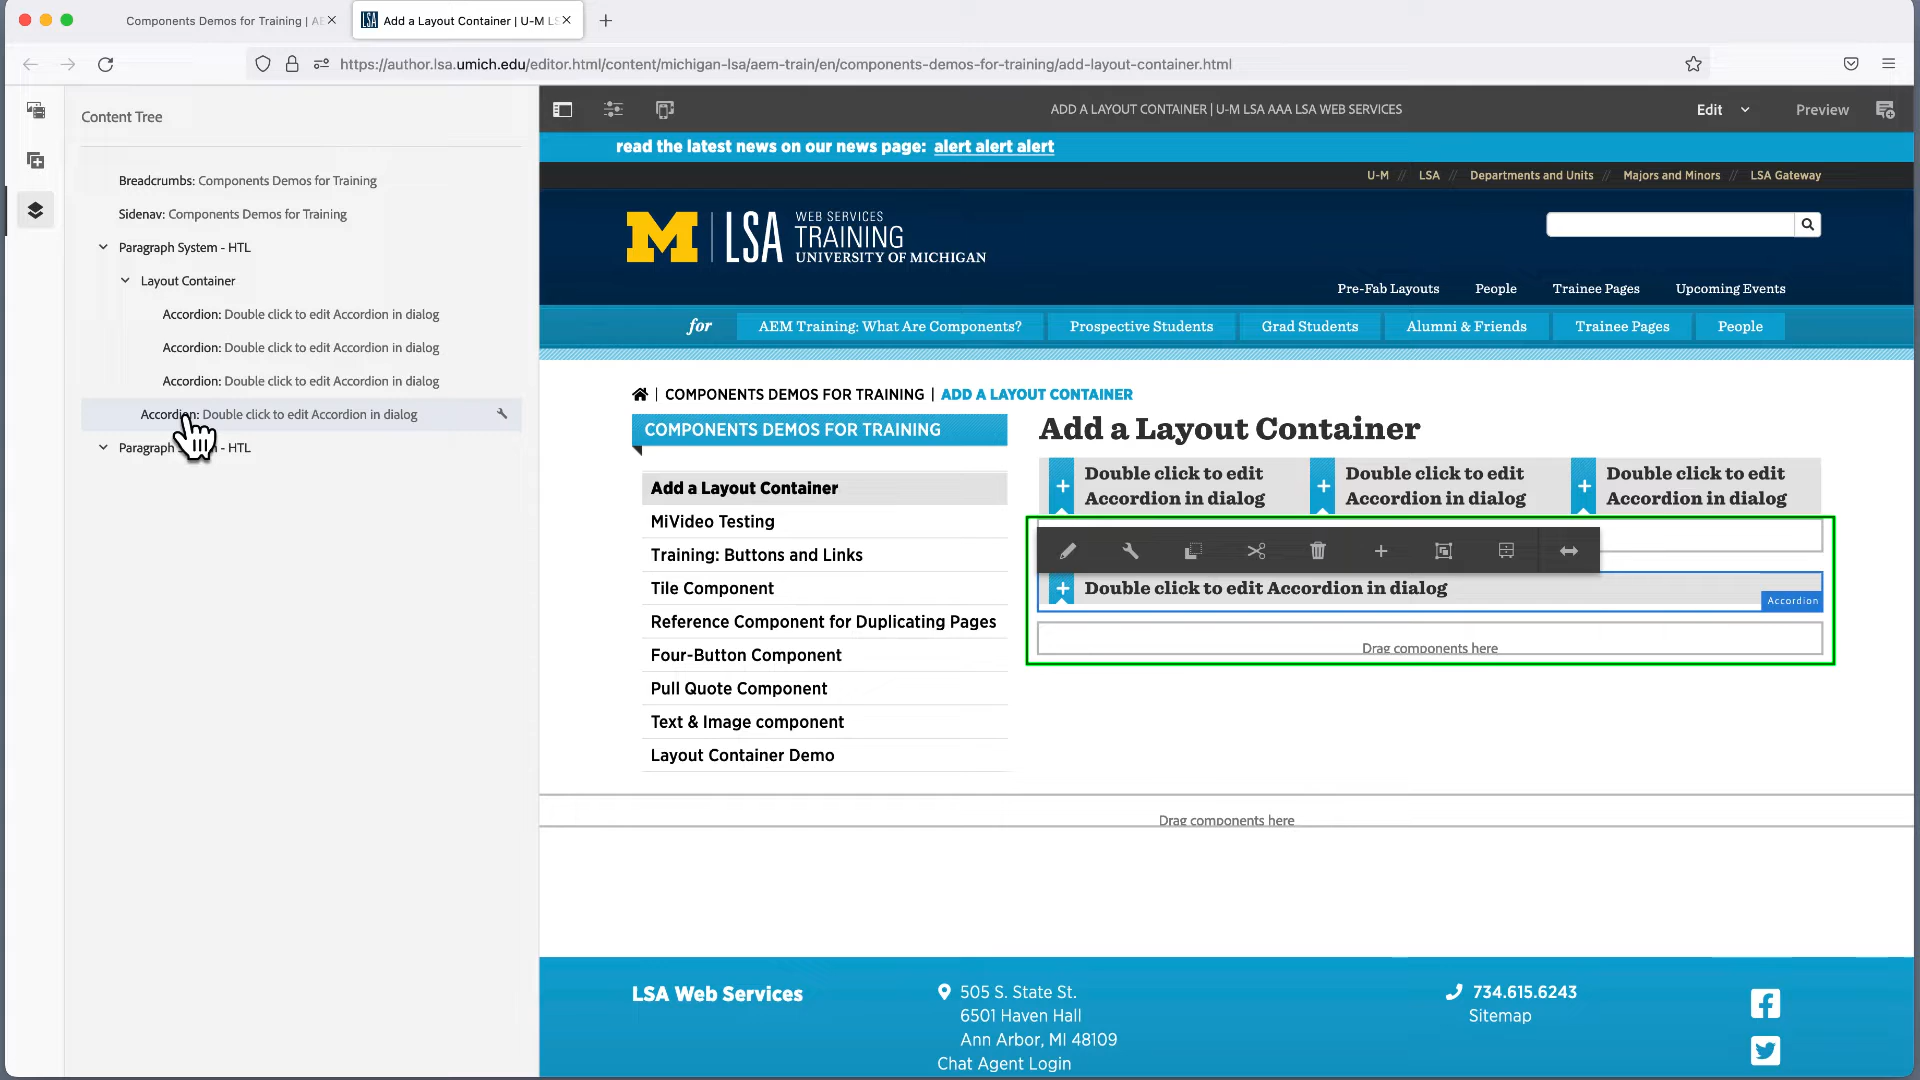 Components Demos for Training | AE
Add a Layout Container | U-M LS
https://author.lsa.umich.edu/editor.html/content/michigan-lsa/aem-train/en/components-demos-for-training/add-layout-container.html
Content Tree
ADD A LAYOUT CONTAINER | U-M LSA AAA LSA WEB SERVICES
Edit
Preview
Breadcrumbs: Components Demos for Training
Sidenav: Components Demos for Training
Paragraph System - HTL
Layout Container
Accordion: Double click to edit Accordion in dialog
Accordion: Double click to edit Accordion in dialog
Accordion: Double click to edit Accordion in dialog
Accordion: Double click to edit Accordion in dialog
Paragraph - HTL
read the latest news on our news page: alert alert alert
U-M // LSA // Departments and Units // Majors and Minors // LSA Gateway
M | LSA
WEB SERVICES
TRAINING
UNIVERSITY OF MICHIGAN
Pre-Fab Layouts
People
Trainee Pages
Upcoming Events
for
AEM Training: What Are Components?
Prospective Students
Grad Students
Alumni & Friends
Trainee Pages
People
| COMPONENTS DEMOS FOR TRAINING | ADD A LAYOUT CONTAINER
COMPONENTS DEMOS FOR TRAINING
Add a Layout Container
MiVideo Testing
Training: Buttons and Links
Tile Component
Reference Component for Duplicating Pages
Four-Button Component
Pull Quote Component
Text & Image component
Layout Container Demo
Add a Layout Container
Double click to edit
Accordion in dialog
Double click to edit
Accordion in dialog
Double click to edit
Accordion in dialog
Double click to edit Accordion in dialog
Accordion
Drag components here
Drag components here
LSA Web Services
505 S. State St.
6501 Haven Hall
Ann Arbor, MI 48109
Chat Agent Login
734.615.6243
Sitemap